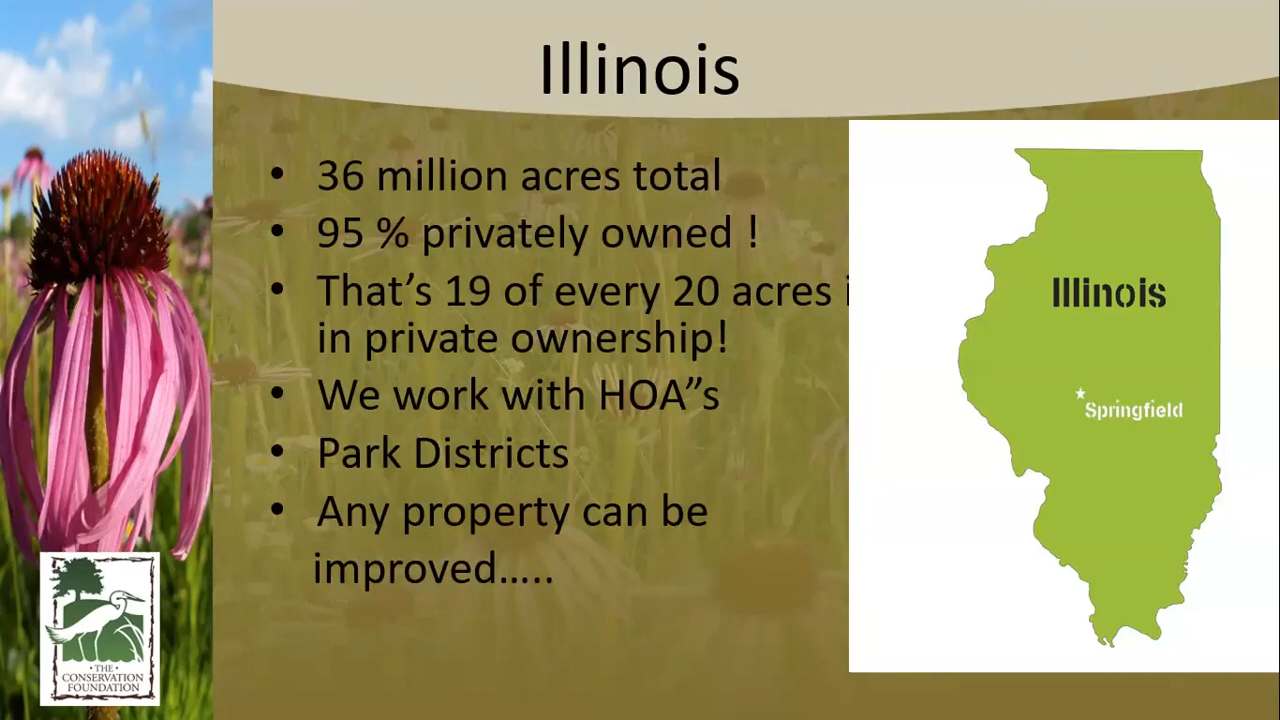 Illinois
• 36 million acres total
• 95 % privately owned !
• That’s 19 of every 20 acres i
in private ownership!
• We work with HOA”s
• Park Districts
• Any property can be
improved…..
Illinois
Springfield
• THE •
CONSERVATION
FOUNDATION